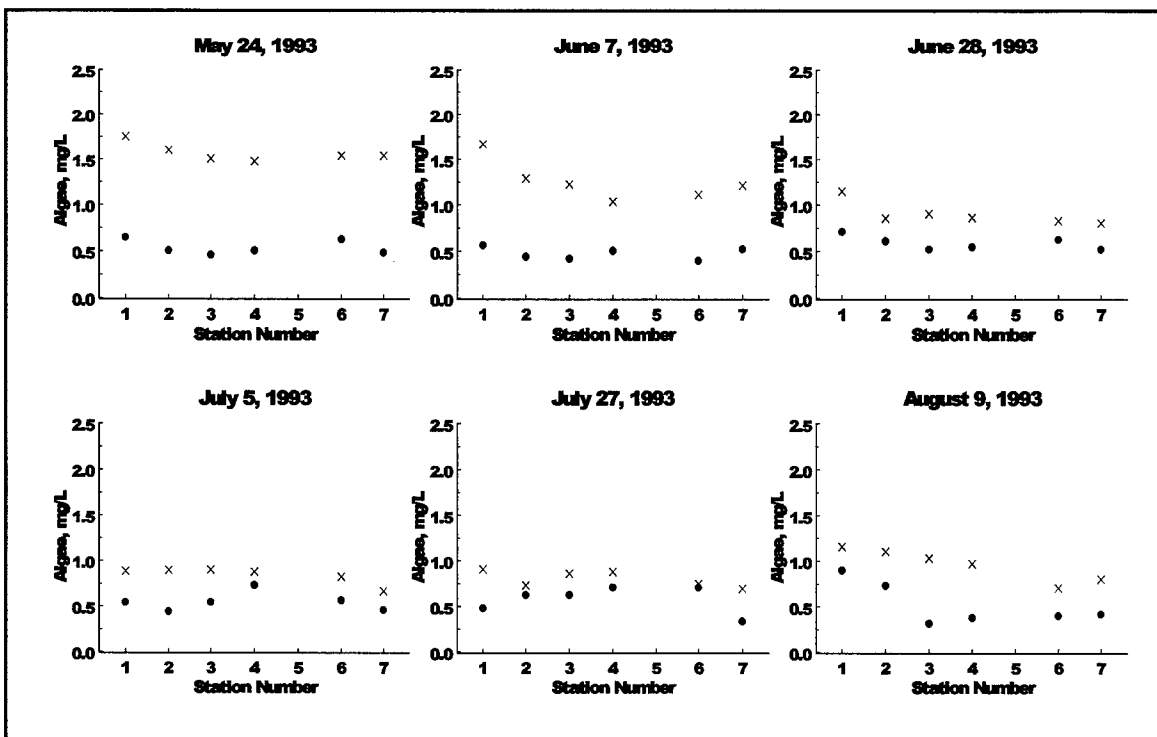 May 24, 1993
June 7, 1993
June 28, 1993
2.5
2.0
1.5
1.0
0.5
0.0
Algae, mg/L
1 2 3 4 5 6 7
Station Number
2.5
2.0
1.5
1.0
0.5
0.0
Algae, mg/L
1 2 3 4 5 6 7
Station Number
2.5
2.0
1.5
1.0
0.5
0.0
Algae, mg/L
1 2 3 4 5 6 7
Station Number
July 5, 1993
July 27, 1993
August 9, 1993
2.5
2.0
1.5
1.0
0.5
0.0
Algae, mg/L
1 2 3 4 5 6 7
Station Number
2.5
2.0
1.5
1.0
0.5
0.0
Algae, mg/L
1 2 3 4 5 6 7
Station Number
2.5
2.0
1.5
1.0
0.5
0.0
Algae, mg/L
1 2 3 4 5 6 7
Station Number